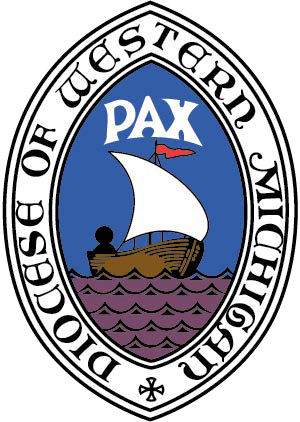 DIOCESE OF WESTERN MICHIGAN
PAX